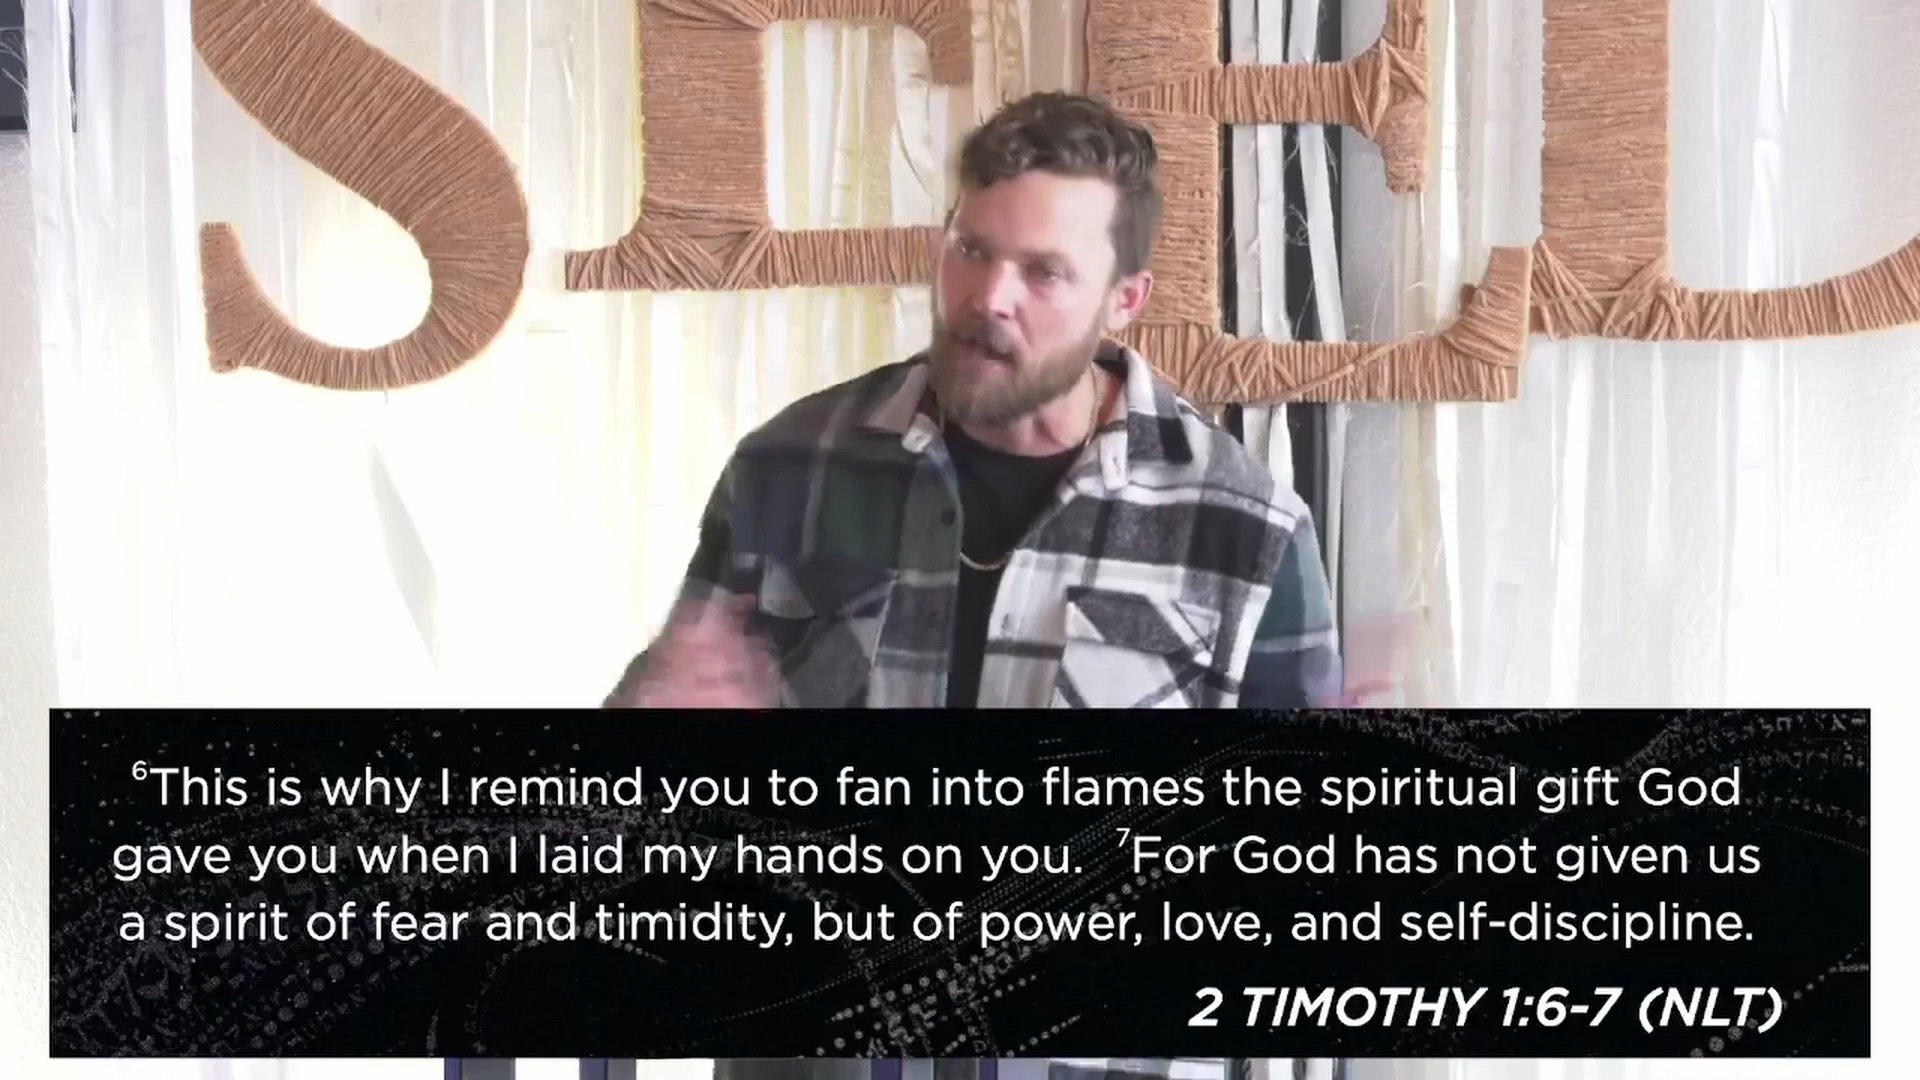 SEEL
⁶This is why I remind you to fan into flames the spiritual gift God
gave you when I laid my hands on you. ⁷For God has not given us
a spirit of fear and timidity, but of power, love, and self-discipline.
2 TIMOTHY 1:6-7 (NLT)